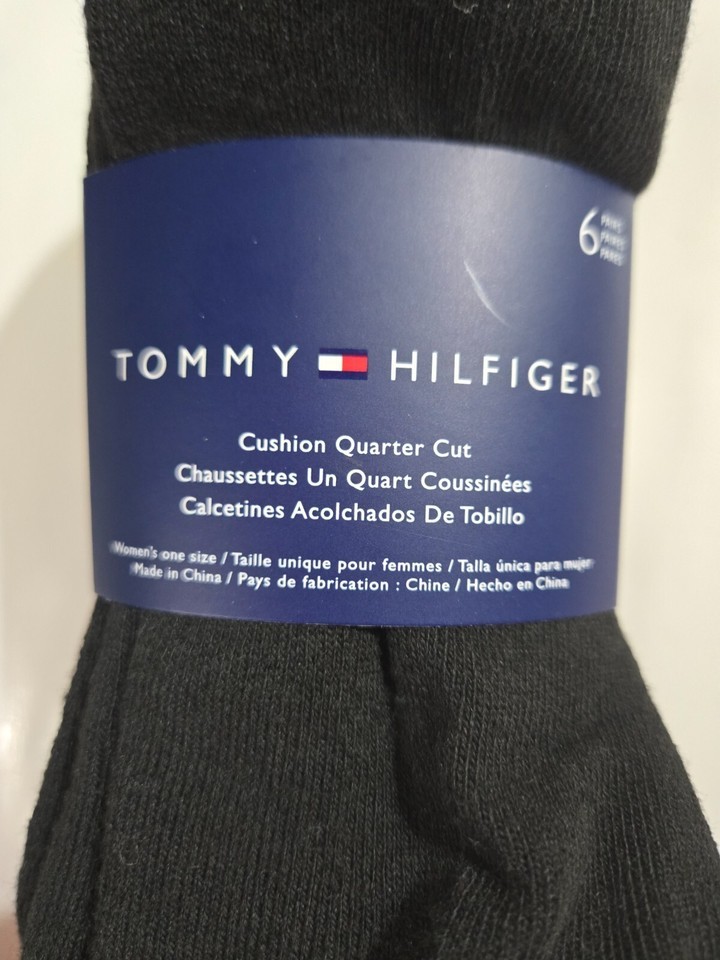 6 PAIRS
PAIRES
PARES
TOMMY HILFIGER
Cushion Quarter Cut
Chaussettes Un Quart Coussinées
Calcetines Acolchados De Tobillo
Women's one size / Taille unique pour femmes / Talla única para mujer
Made in China / Pays de fabrication : Chine / Hecho en China